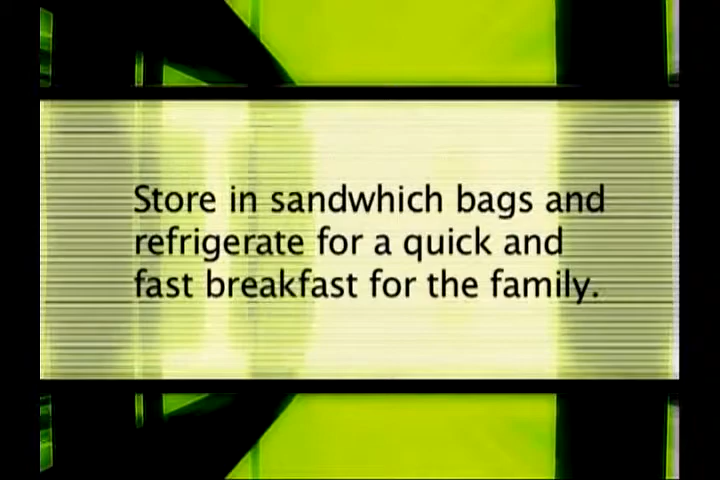 Store in sandwhich bags and
refrigerate for a quick and
fast breakfast for the family.